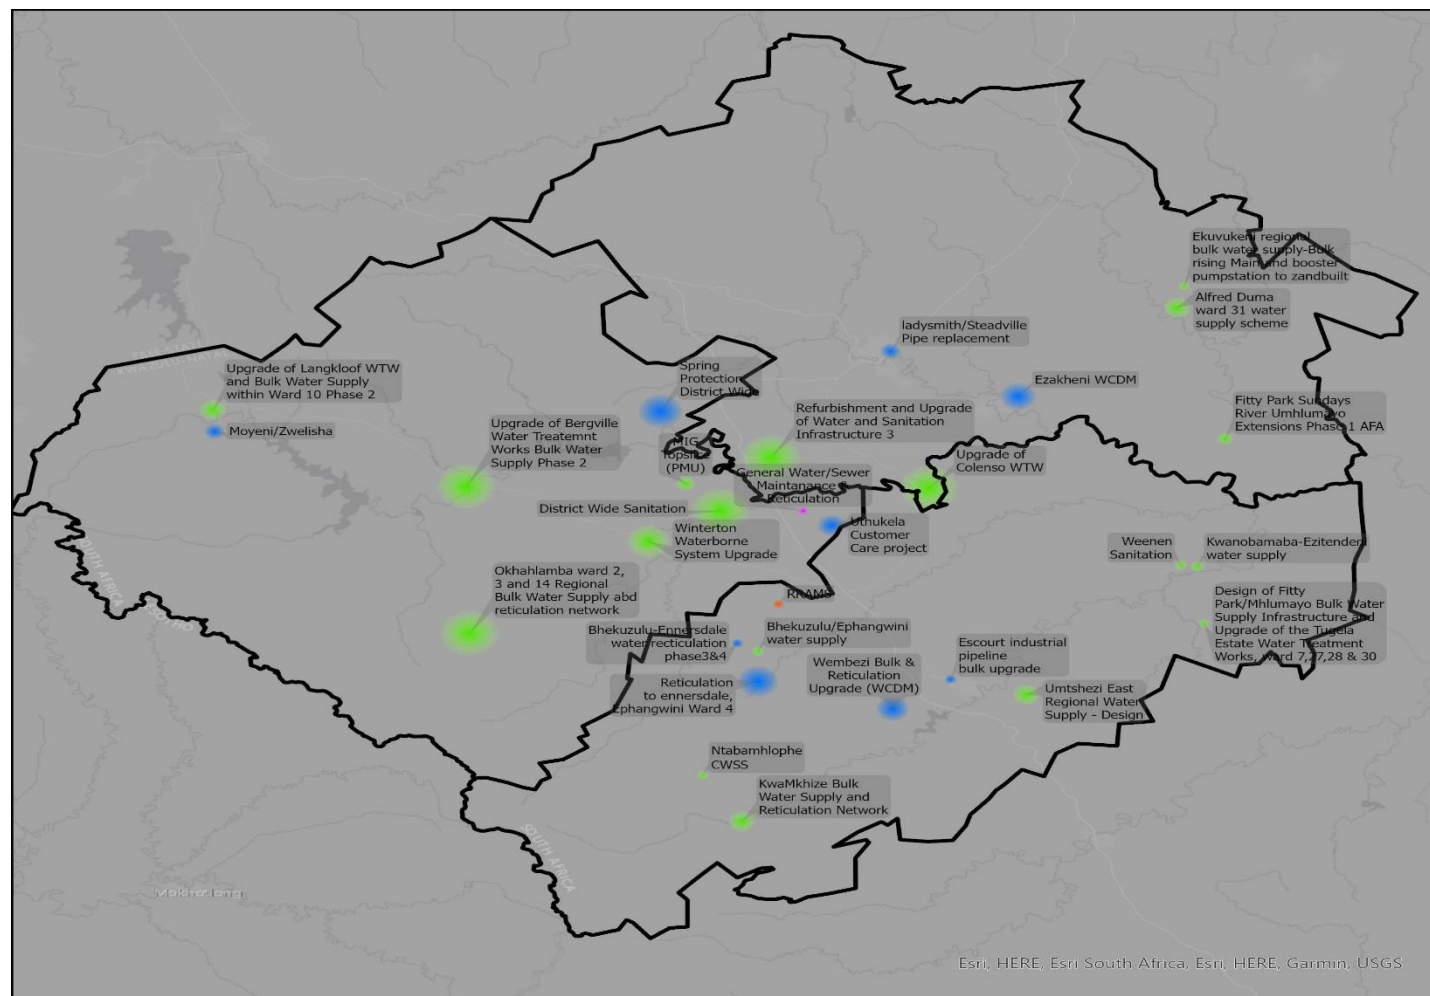 Ekuvukeni regional
bulk water supply-Bulk
rising Main and booster
pumpstation to zandbuilt
Alfred Duma
ward 31 water
supply scheme
ladysmith/Steadville
Pipe replacement
Spring
Protection
District Wide
Ezakheni WCDM
Upgrade of Langkloof WTW
and Bulk Water Supply
within Ward 10 Phase 2
Moyeni/Zwelisha
Upgrade of Bergville
Water Treatemnt
Works Bulk Water
Supply Phase 2
Refurbishment and Upgrade
of Water and Sanitation
Infrastructure 3
Fitty Park Sundays
River Umhlumayo
Extensions Phase 1 AFA
MIG
Topslice
(PMU)
General Water/Sewer
Maintanance &
Reticulation
Upgrade of
Colenso WTW
District Wide Sanitation
Winterton
Waterborne
System Upgrade
Uthukela
Customer
Care project
Weenen
Sanitation
Kwanobamaba-Ezitendeni
water supply
Okhahlamba ward 2,
3 and 14 Regional
Bulk Water Supply abd
reticulation network
RRAMS
Design of Fitty
Park/Mhlumayo Bulk Water
Supply Infrastructure and
Upgrade of the Tugela
Estate Water Treatment
Works, ward 7,27,28 & 30
Bhekuzulu-Ennersdale
water recticulation
phase3&4
Bhekuzulu/Ephangwini
water supply
Escourt industrial
pipeline
bulk upgrade
Reticulation
to ennersdale,
Ephangwini Ward 4
Wembezi Bulk &
Reticulation
Upgrade (WCDM)
Umtshezi East
Regional Water
Supply - Design
Ntabamhlophe
CWSS
KwaMkhize Bulk
Water Supply and
Reticulation Network
SOUTH AFRICA
LESOTHO
SOUTH AFRICA
Esri, HERE, Esri South Africa, Esri, HERE, Garmin, USGS